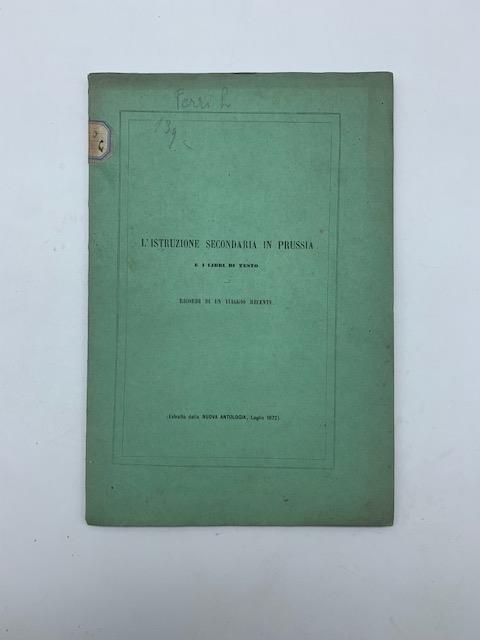 Ferri L
139
L'ISTRUZIONE SECONDARIA IN PRUSSIA
E I LIBRI DI TESTO
RICORDI DI UN VIAGGIO RECENTE.
(Estratto dalla NUOVA ANTOLOGIA, Luglio 1872)